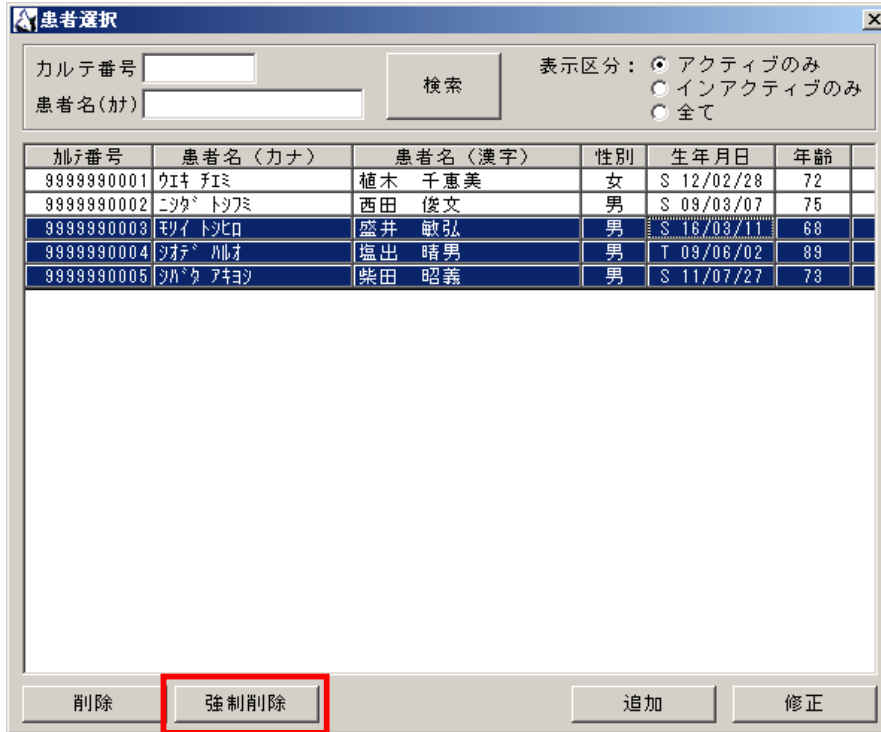 患者選択
カルテ番号
患者名(ｶﾅ)
検索
表示区分： アクティブのみ
インアクティブのみ
全て
ｶﾙﾃ番号 患者名（カナ） 患者名（漢字） 性別 生年月日 年齢
9999990001 ｳｴｷ ﾁｴﾐ 植木 千恵美 女 S 12/02/28 72
9999990002 ﾆｼﾀﾞ ﾄｼﾌﾐ 西田 俊文 男 S 09/03/07 75
9999990003 ﾓﾘｲ ﾄｼﾋﾛ 盛井 敏弘 男 S 16/03/11 68
9999990004 ｼｵﾃﾞ ﾊﾙｵ 塩出 晴男 男 T 09/06/02 89
9999990005 ｼﾊﾞﾀ ｱｷﾖｼ 柴田 昭義 男 S 11/07/27 73
削除 強制削除 追加 修正